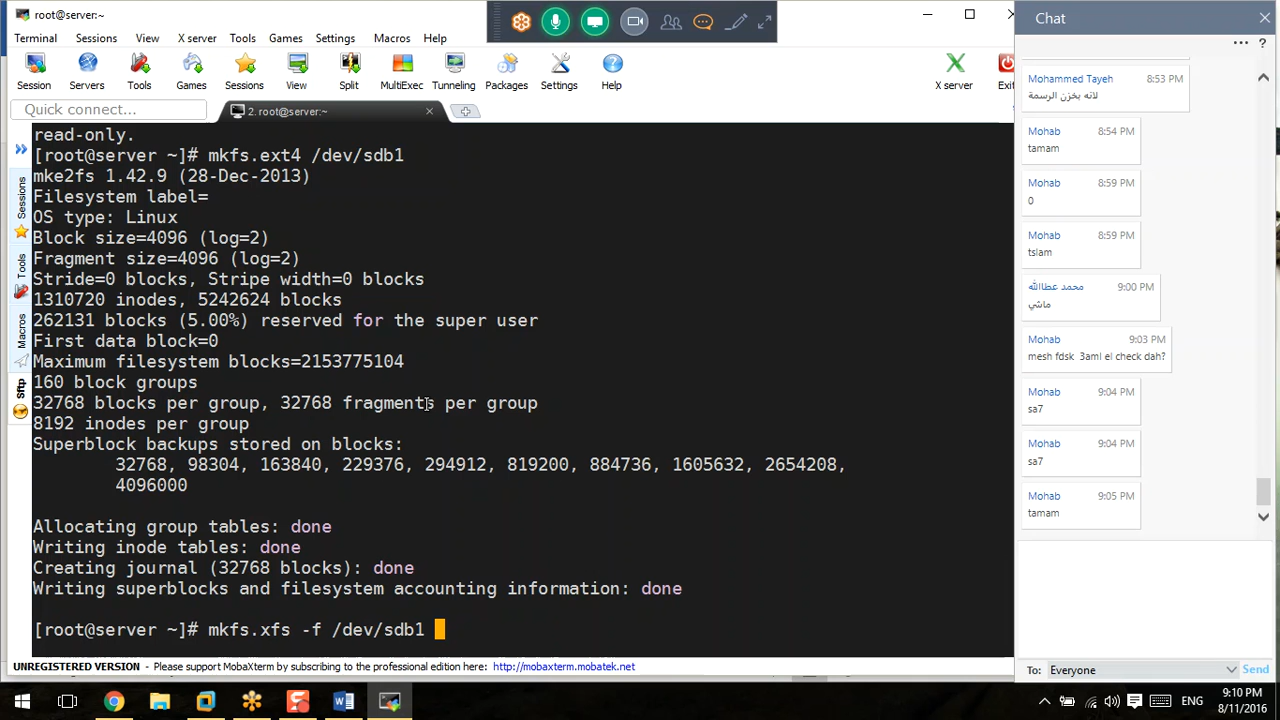 (root@server:~)
Terminal Sessions View X server Tools Games Settings Macros Help
Session Servers Tools Games Sessions View Split MultiExec Tunneling Packages Settings Help X server Exit
Quick connect...
2. root@server:~
Sessions
Tools
Macros
Sftp
read-only.
[root@server ~]# mkfs.ext4 /dev/sdb1
mke2fs 1.42.9 (28-Dec-2013)
Filesystem label=
OS type: Linux
Block size=4096 (log=2)
Fragment size=4096 (log=2)
Stride=0 blocks, Stripe width=0 blocks
1310720 inodes, 5242624 blocks
262131 blocks (5.00%) reserved for the super user
First data block=0
Maximum filesystem blocks=2153775104
160 block groups
32768 blocks per group, 32768 fragments per group
8192 inodes per group
Superblock backups stored on blocks:
32768, 98304, 163840, 229376, 294912, 819200, 884736, 1605632, 2654208,
4096000
Allocating group tables: done
Writing inode tables: done
Creating journal (32768 blocks): done
Writing superblocks and filesystem accounting information: done
[root@server ~]# mkfs.xfs -f /dev/sdb1
UNREGISTERED VERSION - Please support MobaXterm by subscribing to the professional edition here: http://mobaxterm.mobatek.net
Chat
Mohammed Tayeh 8:53 PM
لانه بخزن الرسمة
Mohab 8:54 PM
tamam
Mohab 8:59 PM
0
Mohab 8:59 PM
tslam
محمد عطاالله 9:00 PM
ماشي
Mohab 9:03 PM
mesh fdsk 3aml el check dah?
Mohab 9:04 PM
sa7
Mohab 9:04 PM
sa7
Mohab 9:05 PM
tamam
To: Everyone Send
ENG
9:10 PM
8/11/2016